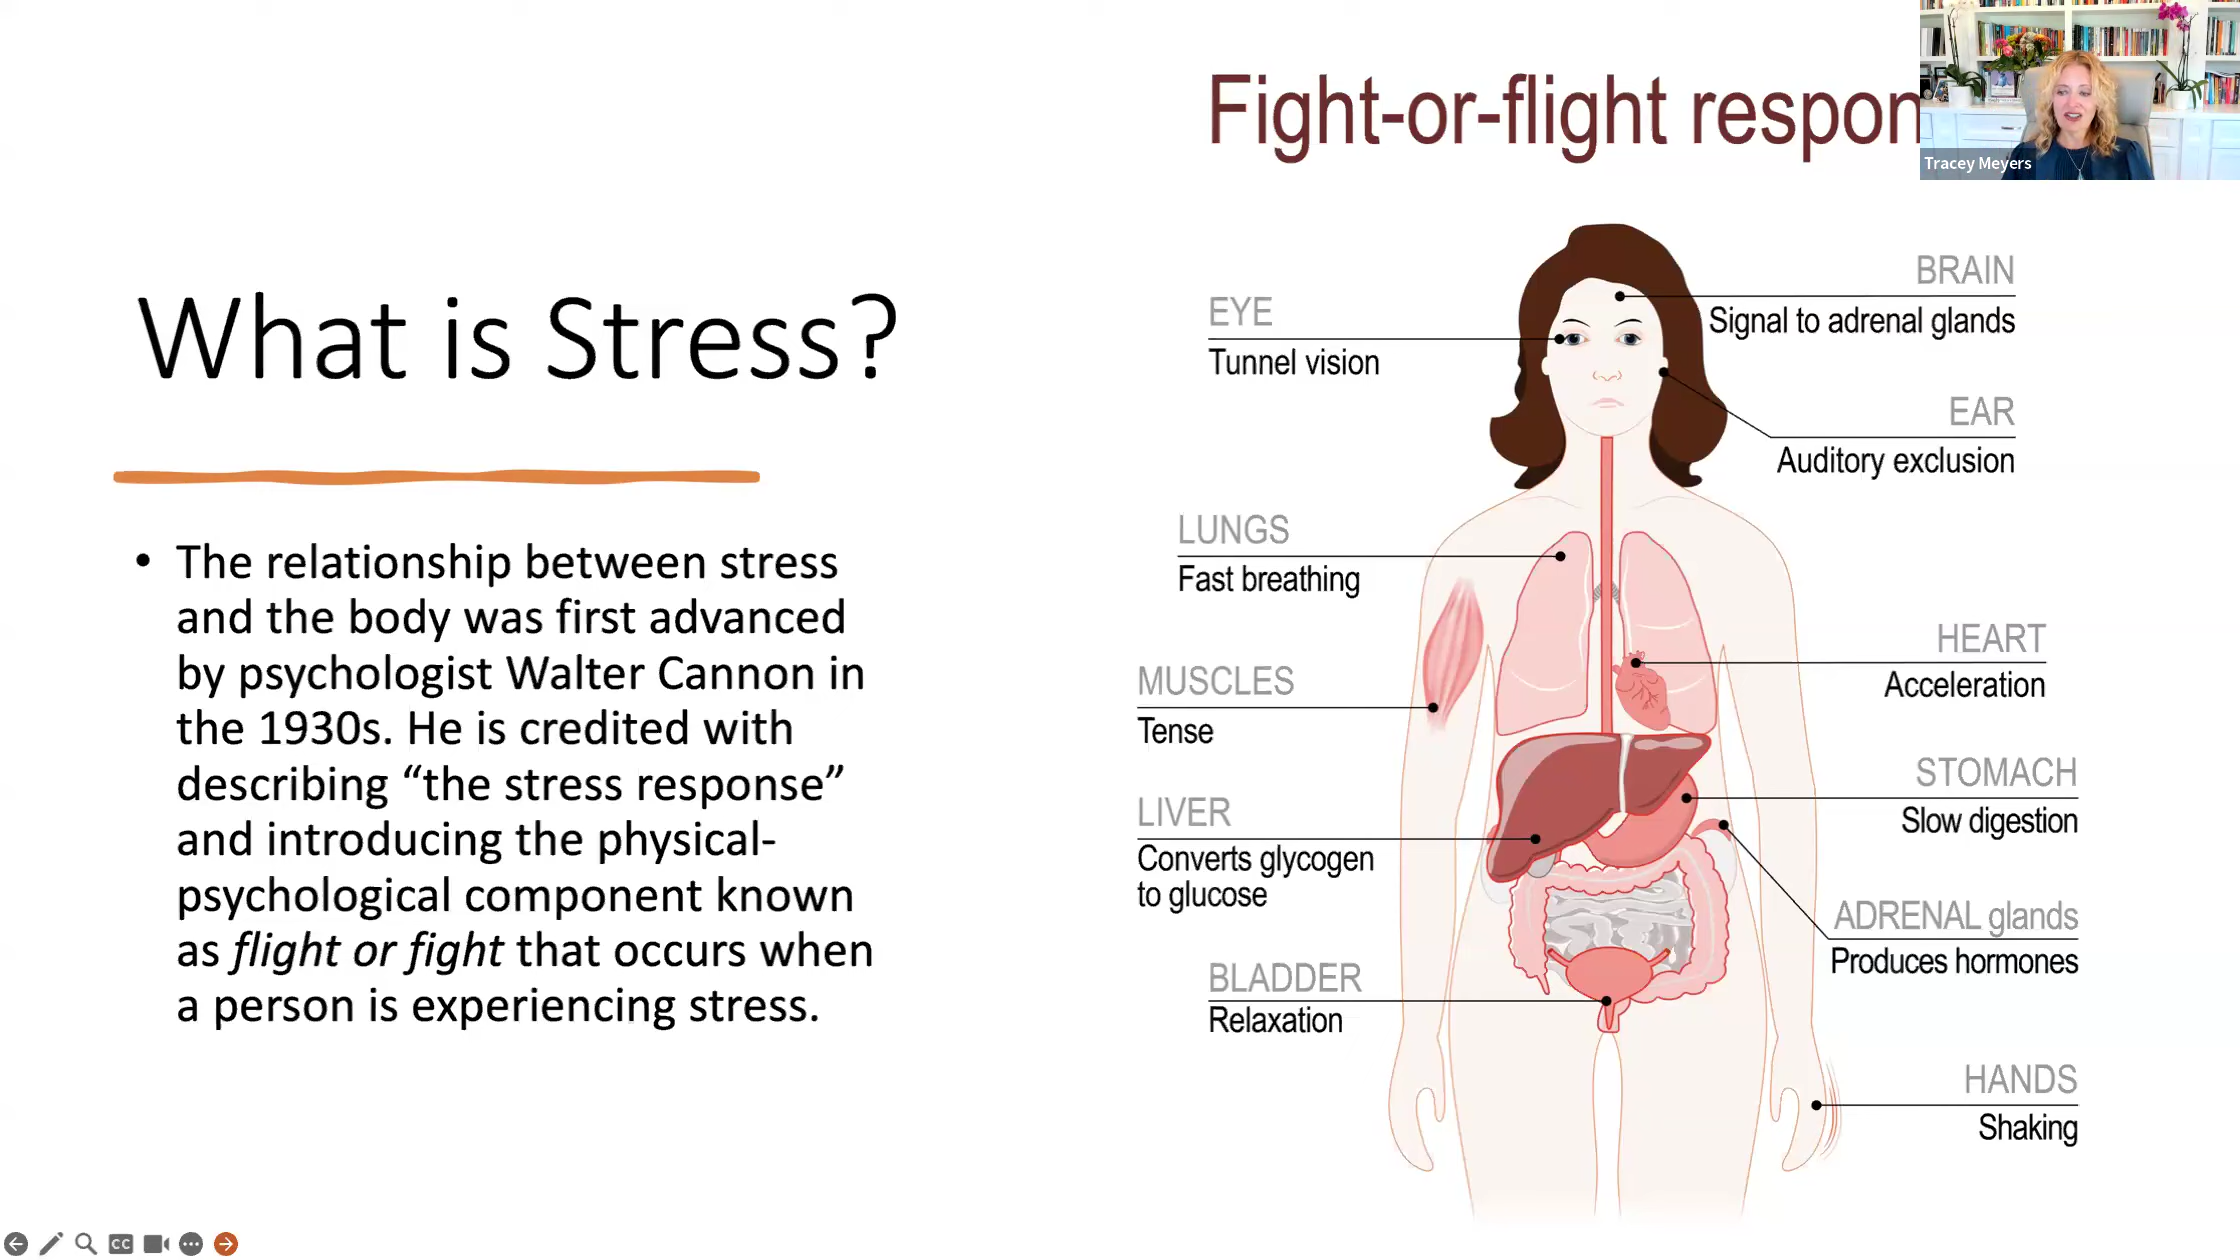 Fight-or-flight respon
Tracey Meyers
What is Stress?
• The relationship between stress
and the body was first advanced
by psychologist Walter Cannon in
the 1930s. He is credited with
describing “the stress response”
and introducing the physical-
psychological component known
as flight or fight that occurs when
a person is experiencing stress.
EYE
Tunnel vision
LUNGS
Fast breathing
MUSCLES
Tense
LIVER
Converts glycogen
to glucose
BLADDER
Relaxation
BRAIN
Signal to adrenal glands
EAR
Auditory exclusion
HEART
Acceleration
STOMACH
Slow digestion
ADRENAL glands
Produces hormones
HANDS
Shaking
CC